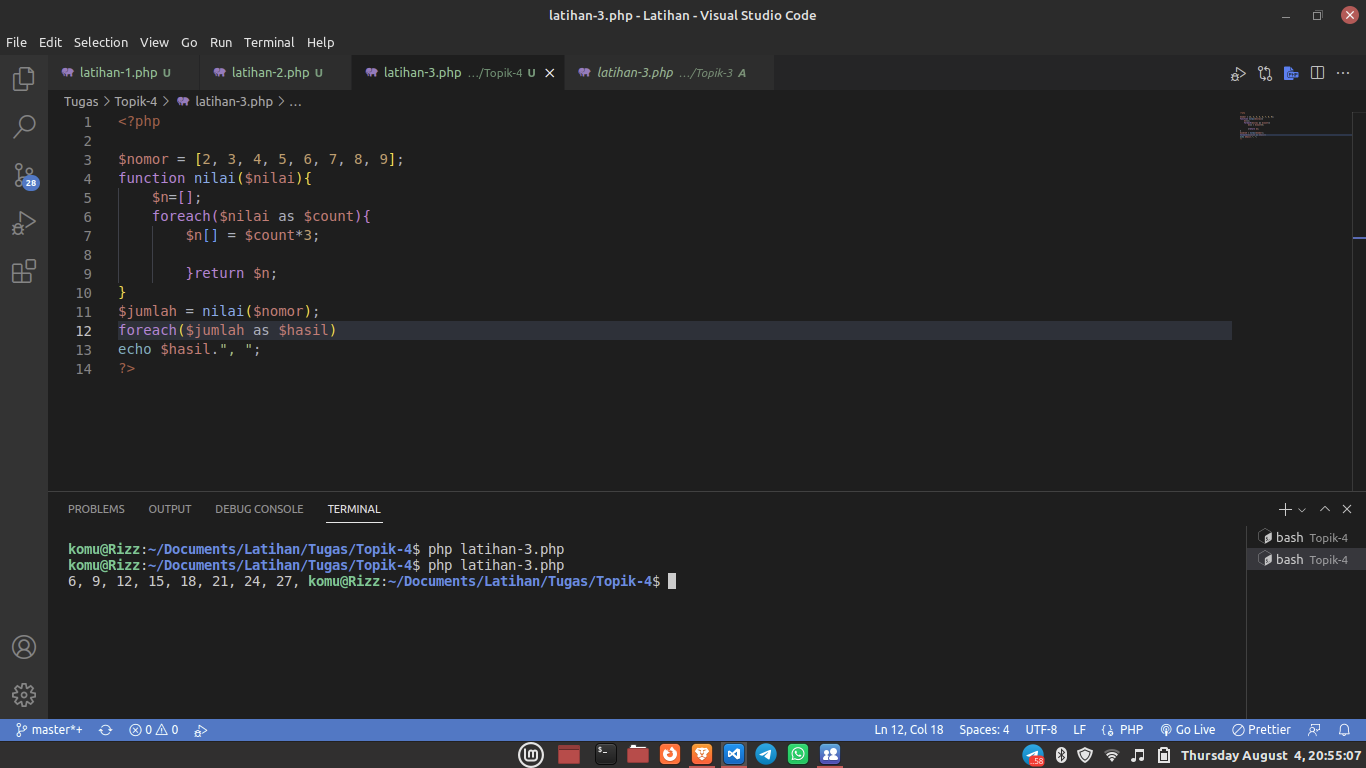 latihan-3.php - Latihan - Visual Studio Code
File Edit Selection View Go Run Terminal Help
latihan-1.php U latihan-2.php U latihan-3.php .../Topik-4 U latihan-3.php .../Topik-3 A
Tugas > Topik-4 > latihan-3.php > ...
1 <?php
2
3 $nomor = [2, 3, 4, 5, 6, 7, 8, 9];
4 function nilai($nilai){
5 $n=[];
6 foreach($nilai as $count){
7 $n[] = $count*3;
8
9 }return $n;
10 }
11 $jumlah = nilai($nomor);
12 foreach($jumlah as $hasil)
13 echo $hasil.", ";
14 ?>
28
PROBLEMS OUTPUT DEBUG CONSOLE TERMINAL
komu@Rizz:~/Documents/Latihan/Tugas/Topik-4$ php latihan-3.php
komu@Rizz:~/Documents/Latihan/Tugas/Topik-4$ php latihan-3.php
6, 9, 12, 15, 18, 21, 24, 27, komu@Rizz:~/Documents/Latihan/Tugas/Topik-4$
bash Topik-4
bash Topik-4
master*+ 0 0 Ln 12, Col 18 Spaces: 4 UTF-8 LF {} PHP Go Live Prettier
58 Thursday August 4, 20:55:07